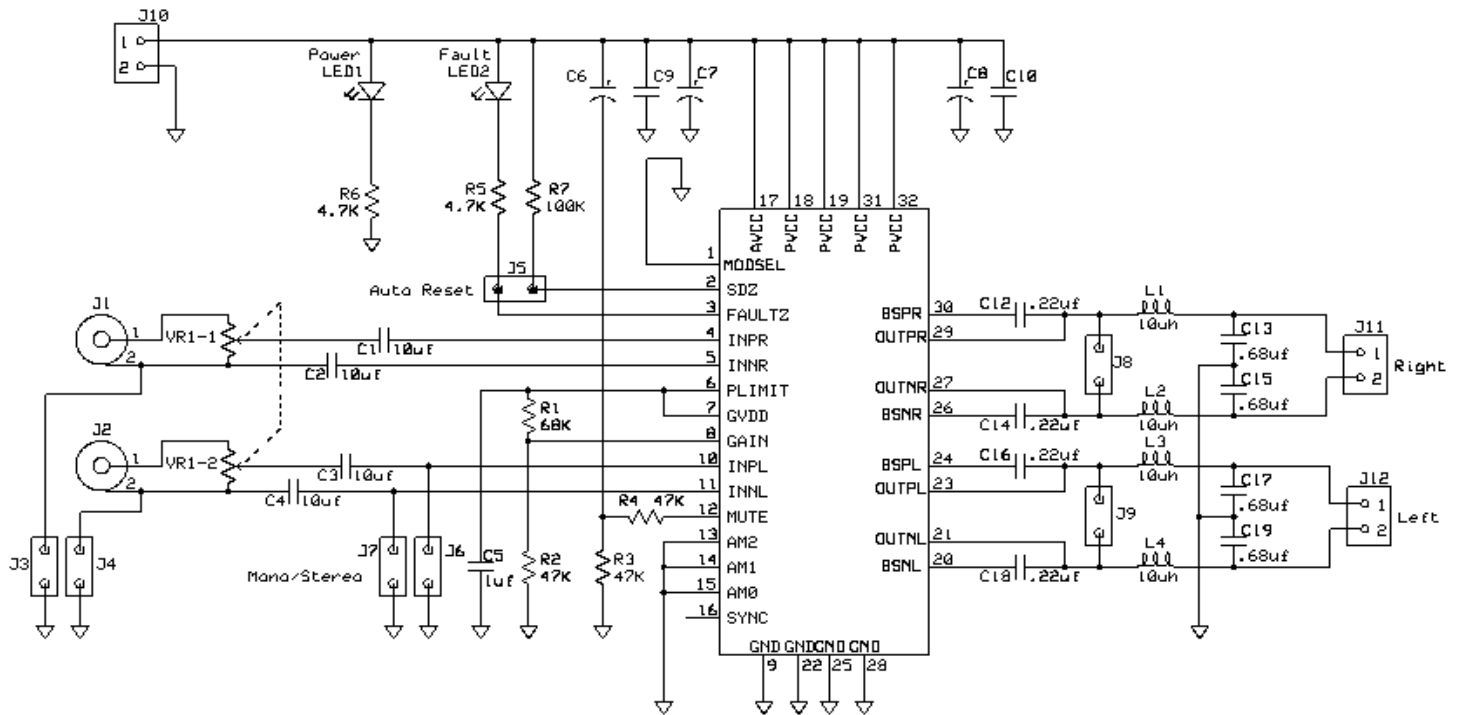 J10
1
2
Power
LED1
Fault
LED2
C6
C9
C7
C8
C10
R6
4.7K
R5
4.7K
R7
100K
17
18
19
31
32
AVCC
PVCC
PVCC
PVCC
PVCC
1
MODSEL
J5
Auto Reset
2
SDZ
3
FAULTZ
J1
1
2
VR1-1
C1
10uf
4
INPR
C2
10uf
5
INNR
6
PLIMIT
R1
68K
7
GVDD
8
GAIN
J2
1
2
VR1-2
C3
10uf
10
INPL
C4
10uf
11
INNL
R4 47K
12
MUTE
13
AM2
14
AM1
15
AM0
16
SYNC
J3
J4
J7
J6
Mono/Stereo
C5
1uf
R2
47K
R3
47K
GND
GND
GND
GND
9
22
25
28
BSPR
30
C12
.22uf
L1
10uh
OUTPR
29
C13
.68uf
J11
1
2
Right
J8
OUTNR
27
L2
10uh
C15
.68uf
BSNR
26
C14
.22uf
BSPL
24
C16
.22uf
L3
10uh
OUTPL
23
C17
.68uf
J12
1
2
Left
J9
OUTNL
21
L4
10uh
C19
.68uf
BSNL
20
C18
.22uf